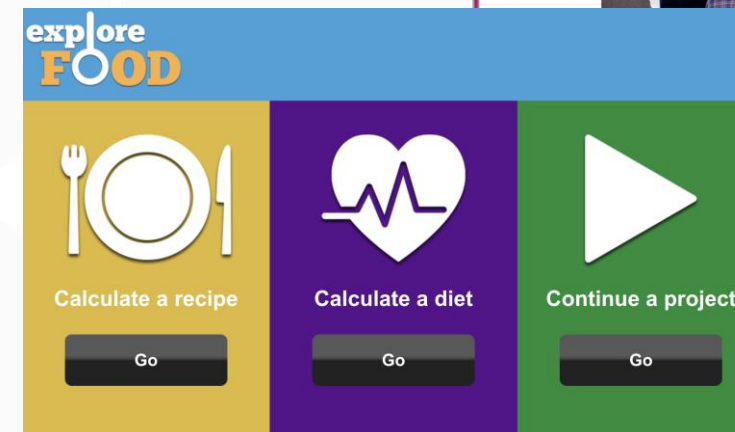 explore
FOOD
Calculate a recipe
Calculate a diet
Continue a project
Go
Go
Go